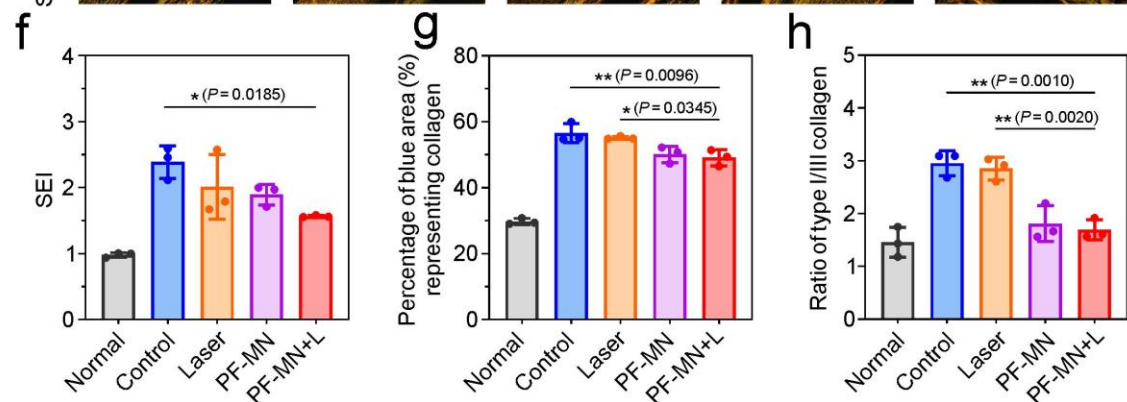 S
f
SEI
4
3
2
1
0
* (P = 0.0185)
Normal
Control
Laser
PF-MN
PF-MN+L
g
Percentage of blue area (%)
representing collagen
80
60
40
20
0
** (P = 0.0096)
* (P = 0.0345)
Normal
Control
Laser
PF-MN
PF-MN+L
h
Ratio of type I/III collagen
5
4
3
2
1
0
** (P = 0.0010)
** (P = 0.0020)
Normal
Control
Laser
PF-MN
PF-MN+L